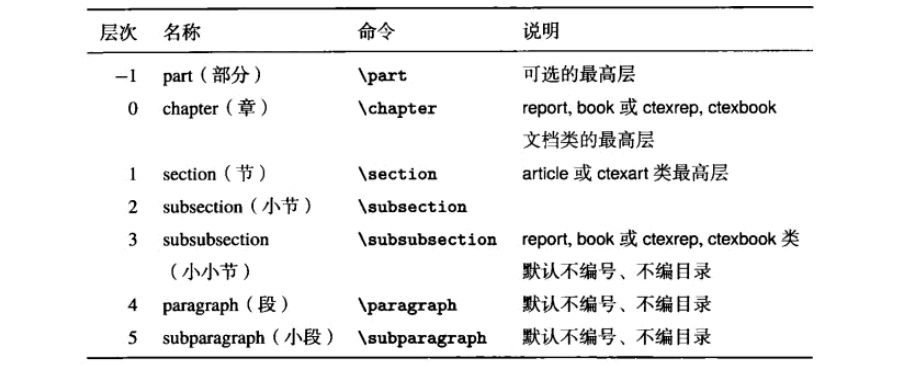 层次 名称 命令 说明
−1 part（部分） \part 可选的最高层
0 chapter（章） \chapter report, book 或 ctexrep, ctexbook
文档类的最高层
1 section（节） \section article 或 ctexart 类最高层
2 subsection（小节） \subsection
3 subsubsection \subsubsection report, book 或 ctexrep, ctexbook 类
（小小节） 默认不编号、不编目录
4 paragraph（段） \paragraph 默认不编号、不编目录
5 subparagraph（小段） \subparagraph 默认不编号、不编目录